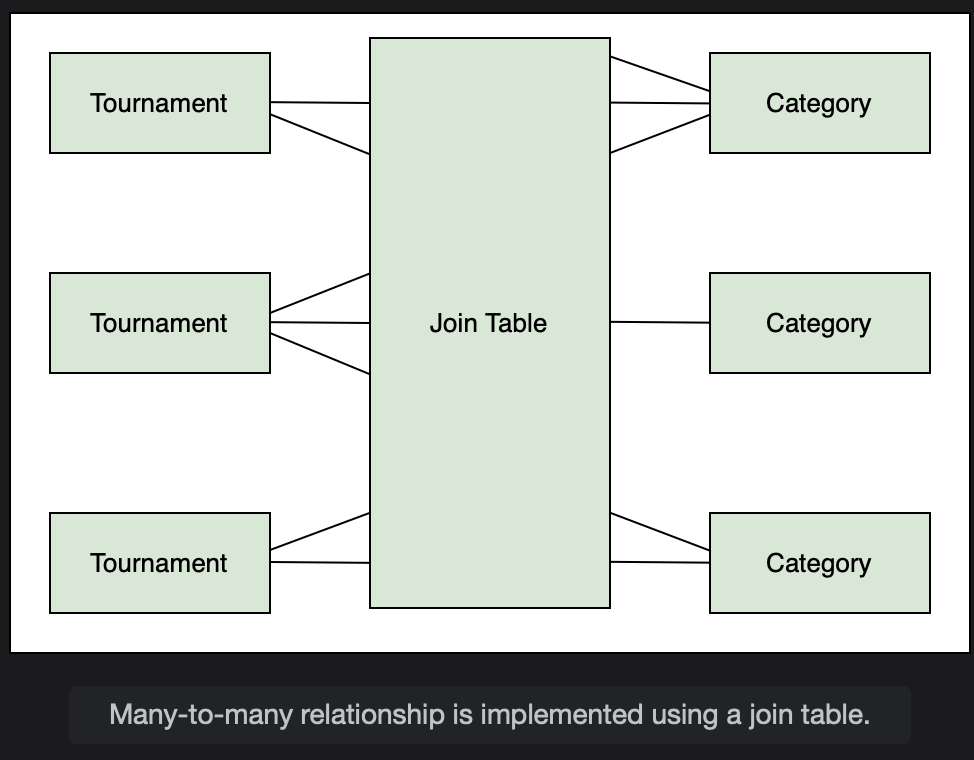 Tournament
Category
Tournament
Join Table
Category
Tournament
Category
Many-to-many relationship is implemented using a join table.